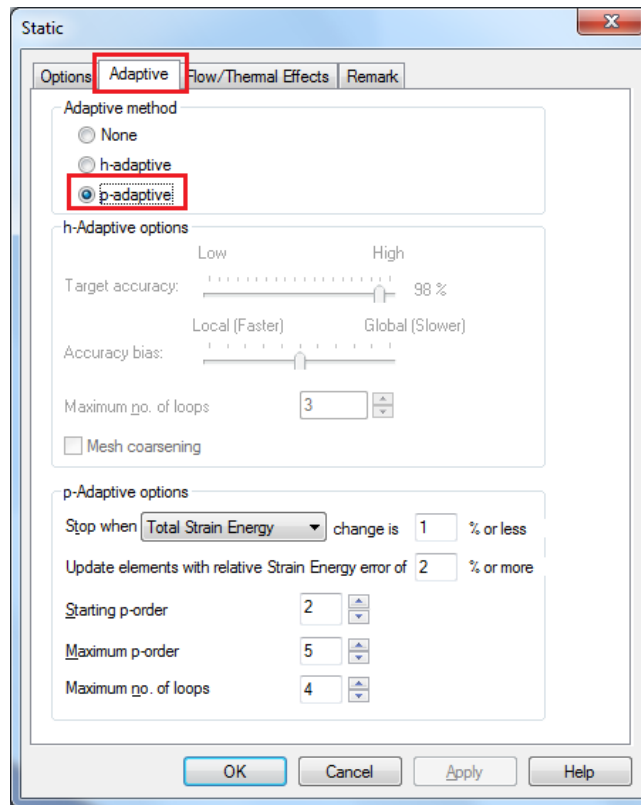 Static
Options Adaptive Flow/Thermal Effects Remark
Adaptive method
None
h-adaptive
p-adaptive
h-Adaptive options
Low High
Target accuracy: 98 %
Local (Faster) Global (Slower)
Accuracy bias:
Maximum no. of loops 3
Mesh coarsening
p-Adaptive options
Stop when Total Strain Energy change is 1 % or less
Update elements with relative Strain Energy error of 2 % or more
Starting p-order 2
Maximum p-order 5
Maximum no. of loops 4
OK Cancel Apply Help